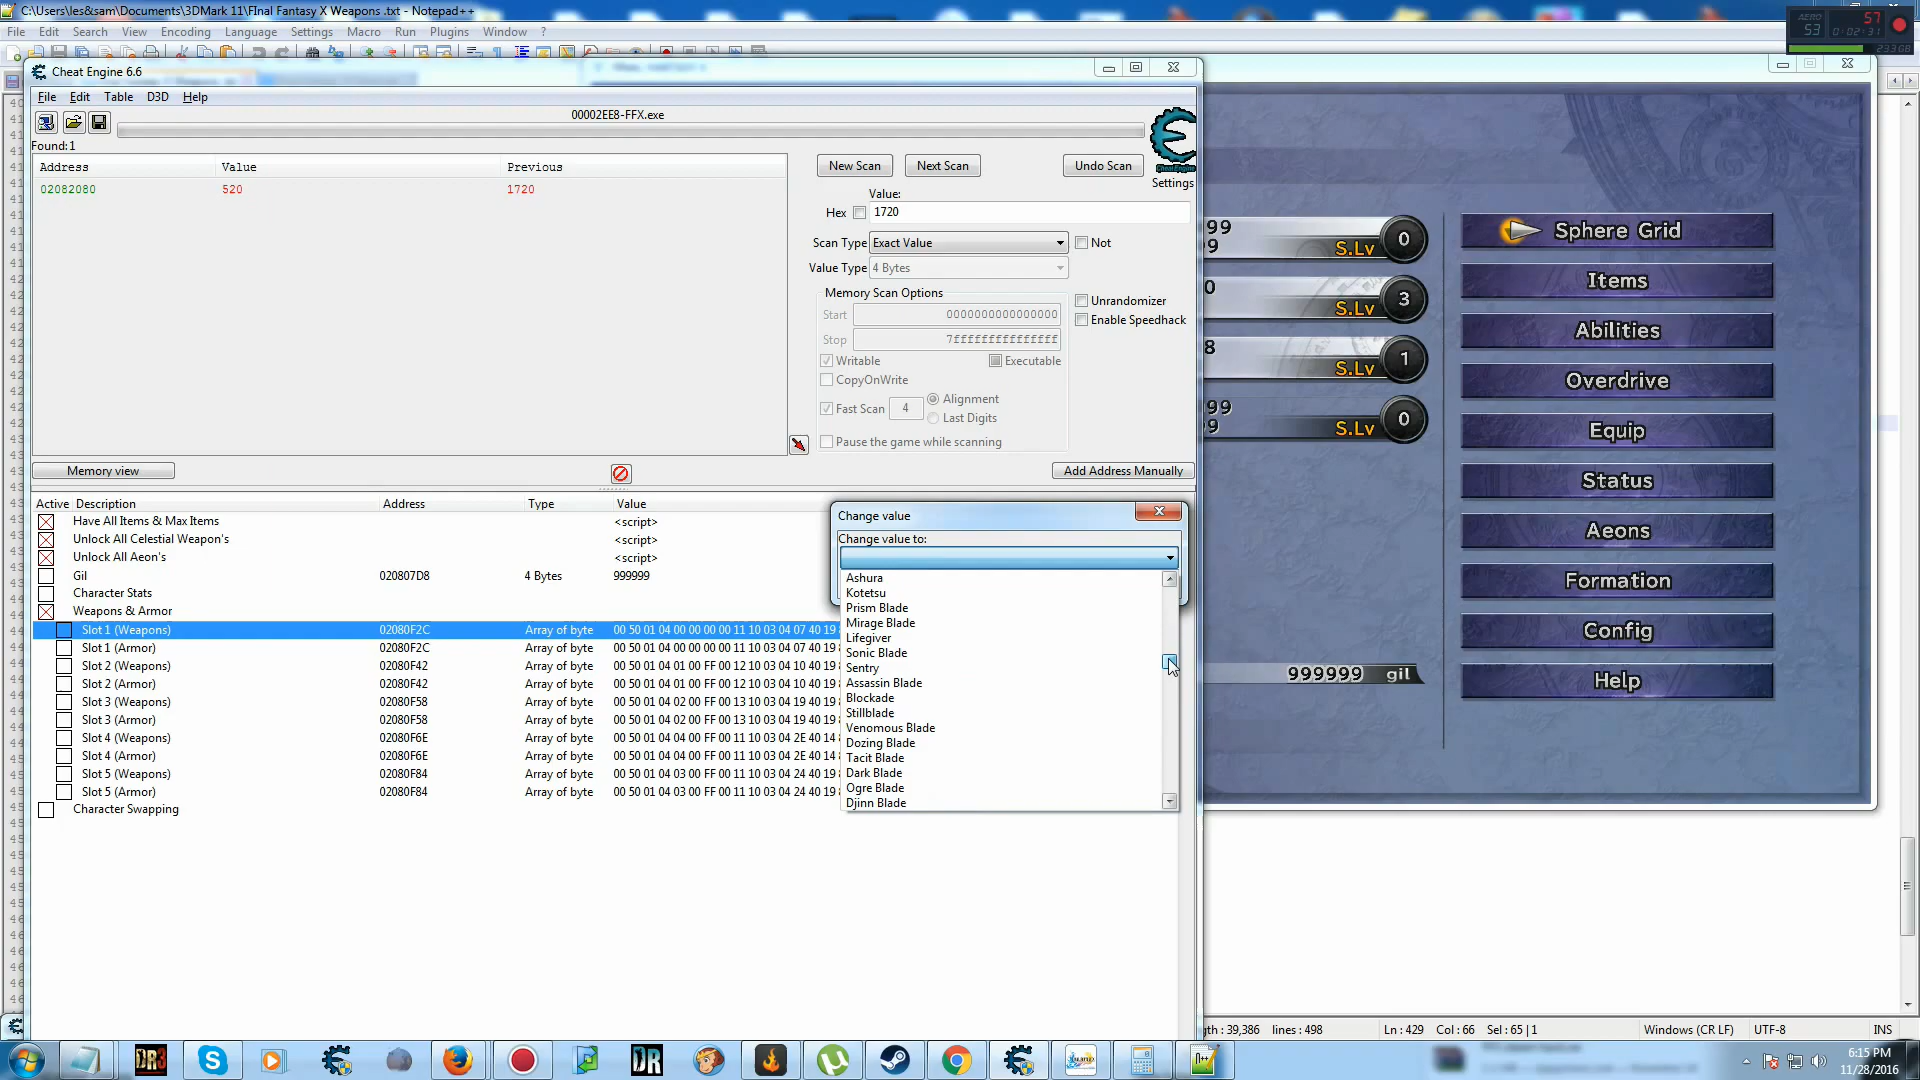 C:\Users\les&sam\Documents\3DMark 11\FInal Fantasy X Weapons .txt - Notepad++
File Edit Search View Encoding Language Settings Macro Run Plugins Window ?
Cheat Engine 6.6
File Edit Table D3D Help
00002EE8-FFX.exe
Found:1
Address Value Previous
02082080 520 1720
New Scan Next Scan Undo Scan
Settings
Value:
Hex 1720
Scan Type Exact Value Not
Value Type 4 Bytes
Memory Scan Options
Start 0000000000000000
Stop 7fffffffffffffff
Unrandomizer
Enable Speedhack
Writable Executable
CopyOnWrite
Fast Scan 4 Alignment
Last Digits
Pause the game while scanning
Memory view Add Address Manually
Active Description Address Type Value
Have All Items & Max Items <script>
Unlock All Celestial Weapon's <script>
Unlock All Aeon's <script>
Gil 020807D8 4 Bytes 999999
Character Stats
Weapons & Armor
Slot 1 (Weapons) 02080F2C Array of byte 00 50 01 04 00 00 00 00 11 10 03 04 07 40 19
Slot 1 (Armor) 02080F2C Array of byte 00 50 01 04 00 00 00 00 11 10 03 04 07 40 19
Slot 2 (Weapons) 02080F42 Array of byte 00 50 01 04 01 00 FF 00 12 10 03 04 10 40 19
Slot 2 (Armor) 02080F42 Array of byte 00 50 01 04 01 00 FF 00 12 10 03 04 10 40 19
Slot 3 (Weapons) 02080F58 Array of byte 00 50 01 04 02 00 FF 00 13 10 03 04 19 40 19
Slot 3 (Armor) 02080F58 Array of byte 00 50 01 04 02 00 FF 00 13 10 03 04 19 40 19
Slot 4 (Weapons) 02080F6E Array of byte 00 50 01 04 04 00 FF 00 11 10 03 04 2E 40 14
Slot 4 (Armor) 02080F6E Array of byte 00 50 01 04 04 00 FF 00 11 10 03 04 2E 40 14
Slot 5 (Weapons) 02080F84 Array of byte 00 50 01 04 03 00 FF 00 11 10 03 04 24 40 19
Slot 5 (Armor) 02080F84 Array of byte 00 50 01 04 03 00 FF 00 11 10 03 04 24 40 19
Character Swapping
Change value
Change value to:
Ashura
Kotetsu
Prism Blade
Mirage Blade
Lifegiver
Sonic Blade
Sentry
Assassin Blade
Blockade
Stillblade
Venomous Blade
Dozing Blade
Tacit Blade
Dark Blade
Ogre Blade
Djinn Blade
99
9 S.Lv 0
0
S.Lv 3
8
S.Lv 1
99
9 S.Lv 0
999999 gil
Sphere Grid
Items
Abilities
Overdrive
Equip
Status
Aeons
Formation
Config
Help
57
53 0:02:31
gth : 39,386 lines : 498 Ln : 429 Col : 66 Sel : 65 | 1 Windows (CR LF) UTF-8 INS
DR3 DR
6:15 PM
11/28/2016